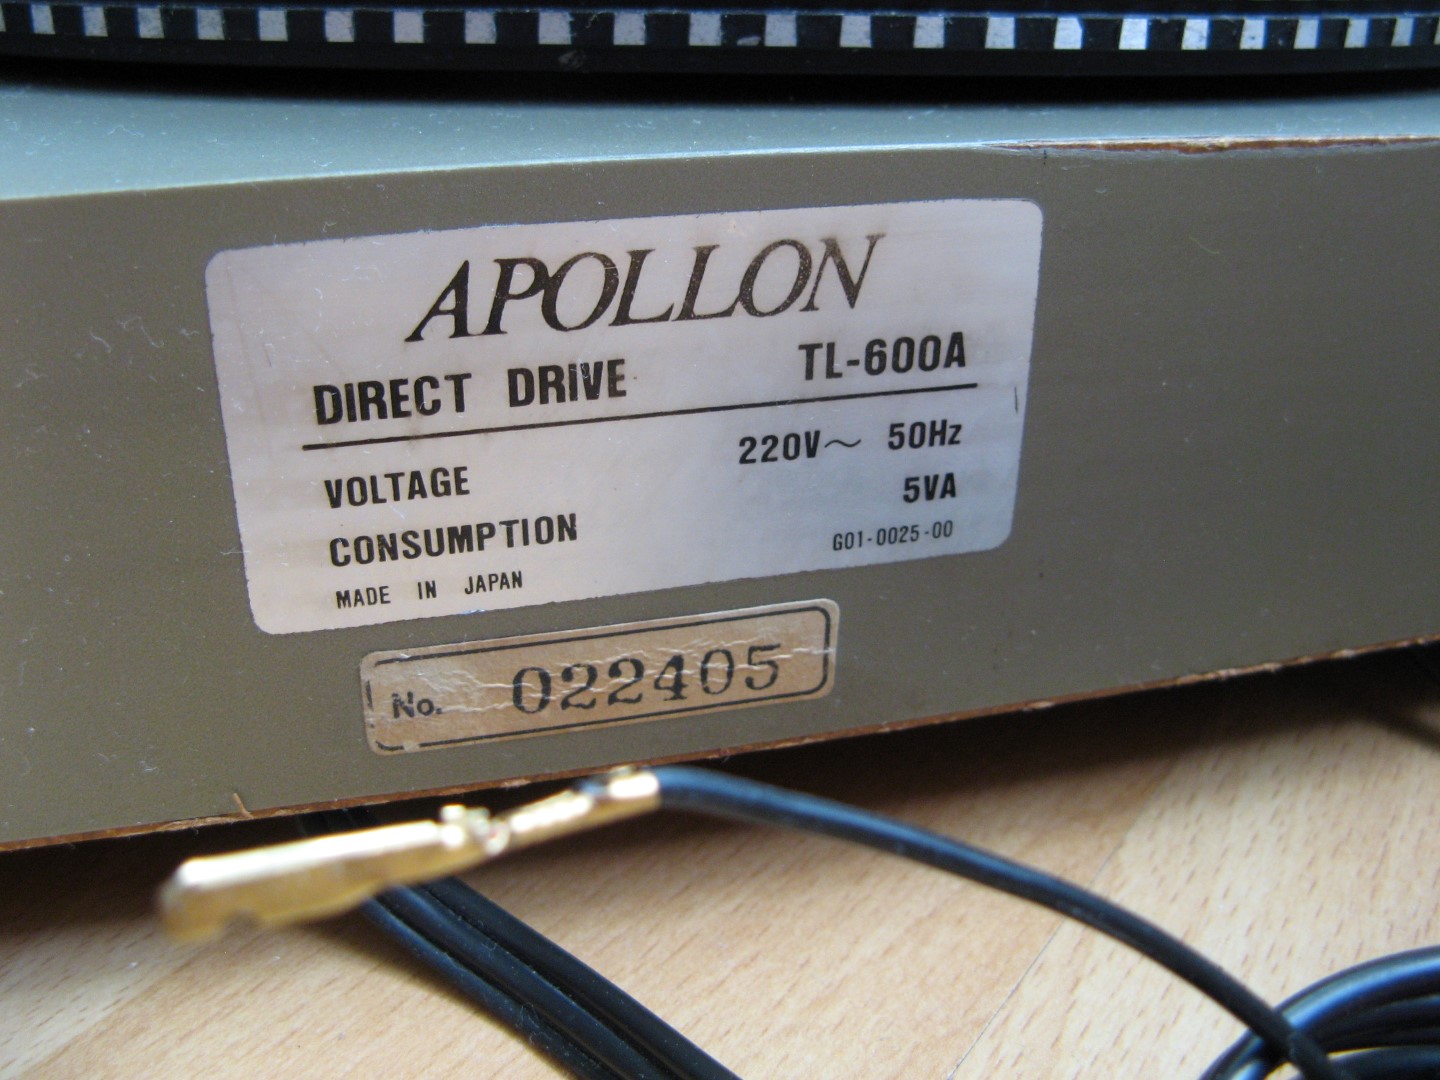 APOLLON
DIRECT DRIVE TL-600A
VOLTAGE 220V～ 50Hz
CONSUMPTION 5VA
MADE IN JAPAN G01-0025-00
No. 022405